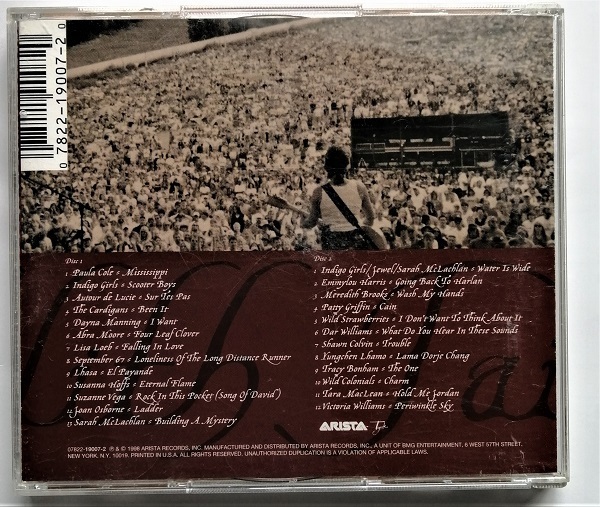 0 7822-19007-2 0
Disc 1
1 Paula Cole ~ Mississippi
2 Indigo Girls ~ Scooter Boys
3 Autour de Lucie ~ Sur Tes Pas
4 The Cardigans ~ Been It
5 Dayna Manning ~ I Want
6 Abra Moore ~ Four Leaf Clover
7 Lisa Loeb ~ Falling In Love
8 September 67 ~ Loneliness Of The Long Distance Runner
9 Lhasa ~ El Payande
10 Susanna Hoffs ~ Eternal Flame
11 Suzanne Vega ~ Rock In This Pocket (Song Of David)
12 Joan Osborne ~ Ladder
13 Sarah McLachlan ~ Building A Mystery
Disc 2
1 Indigo Girls/Jewel/Sarah McLachlan ~ Water Is Wide
2 Emmylou Harris ~ Going Back To Harlan
3 Meredith Brooks ~ Wash My Hands
4 Patty Griffin ~ Cain
5 Wild Strawberries ~ I Don't Want To Think About It
6 Dar Williams ~ What Do You Hear In These Sounds
7 Shawn Colvin ~ Trouble
8 Yungchen Lhamo ~ Lama Dorje Chang
9 Tracy Bonham ~ The One
10 Wild Colonials ~ Charm
11 Tara MacLean ~ Hold Me Jordan
12 Victoria Williams ~ Periwinkle Sky
ARISTA
07822-19007-2 ℗ & © 1998 ARISTA RECORDS, INC. MANUFACTURED AND DISTRIBUTED BY ARISTA RECORDS, INC., A UNIT OF BMG ENTERTAINMENT, 6 WEST 57TH STREET,
NEW YORK, N.Y. 10019. PRINTED IN U.S.A. ALL RIGHTS RESERVED. UNAUTHORIZED DUPLICATION IS A VIOLATION OF APPLICABLE LAWS.